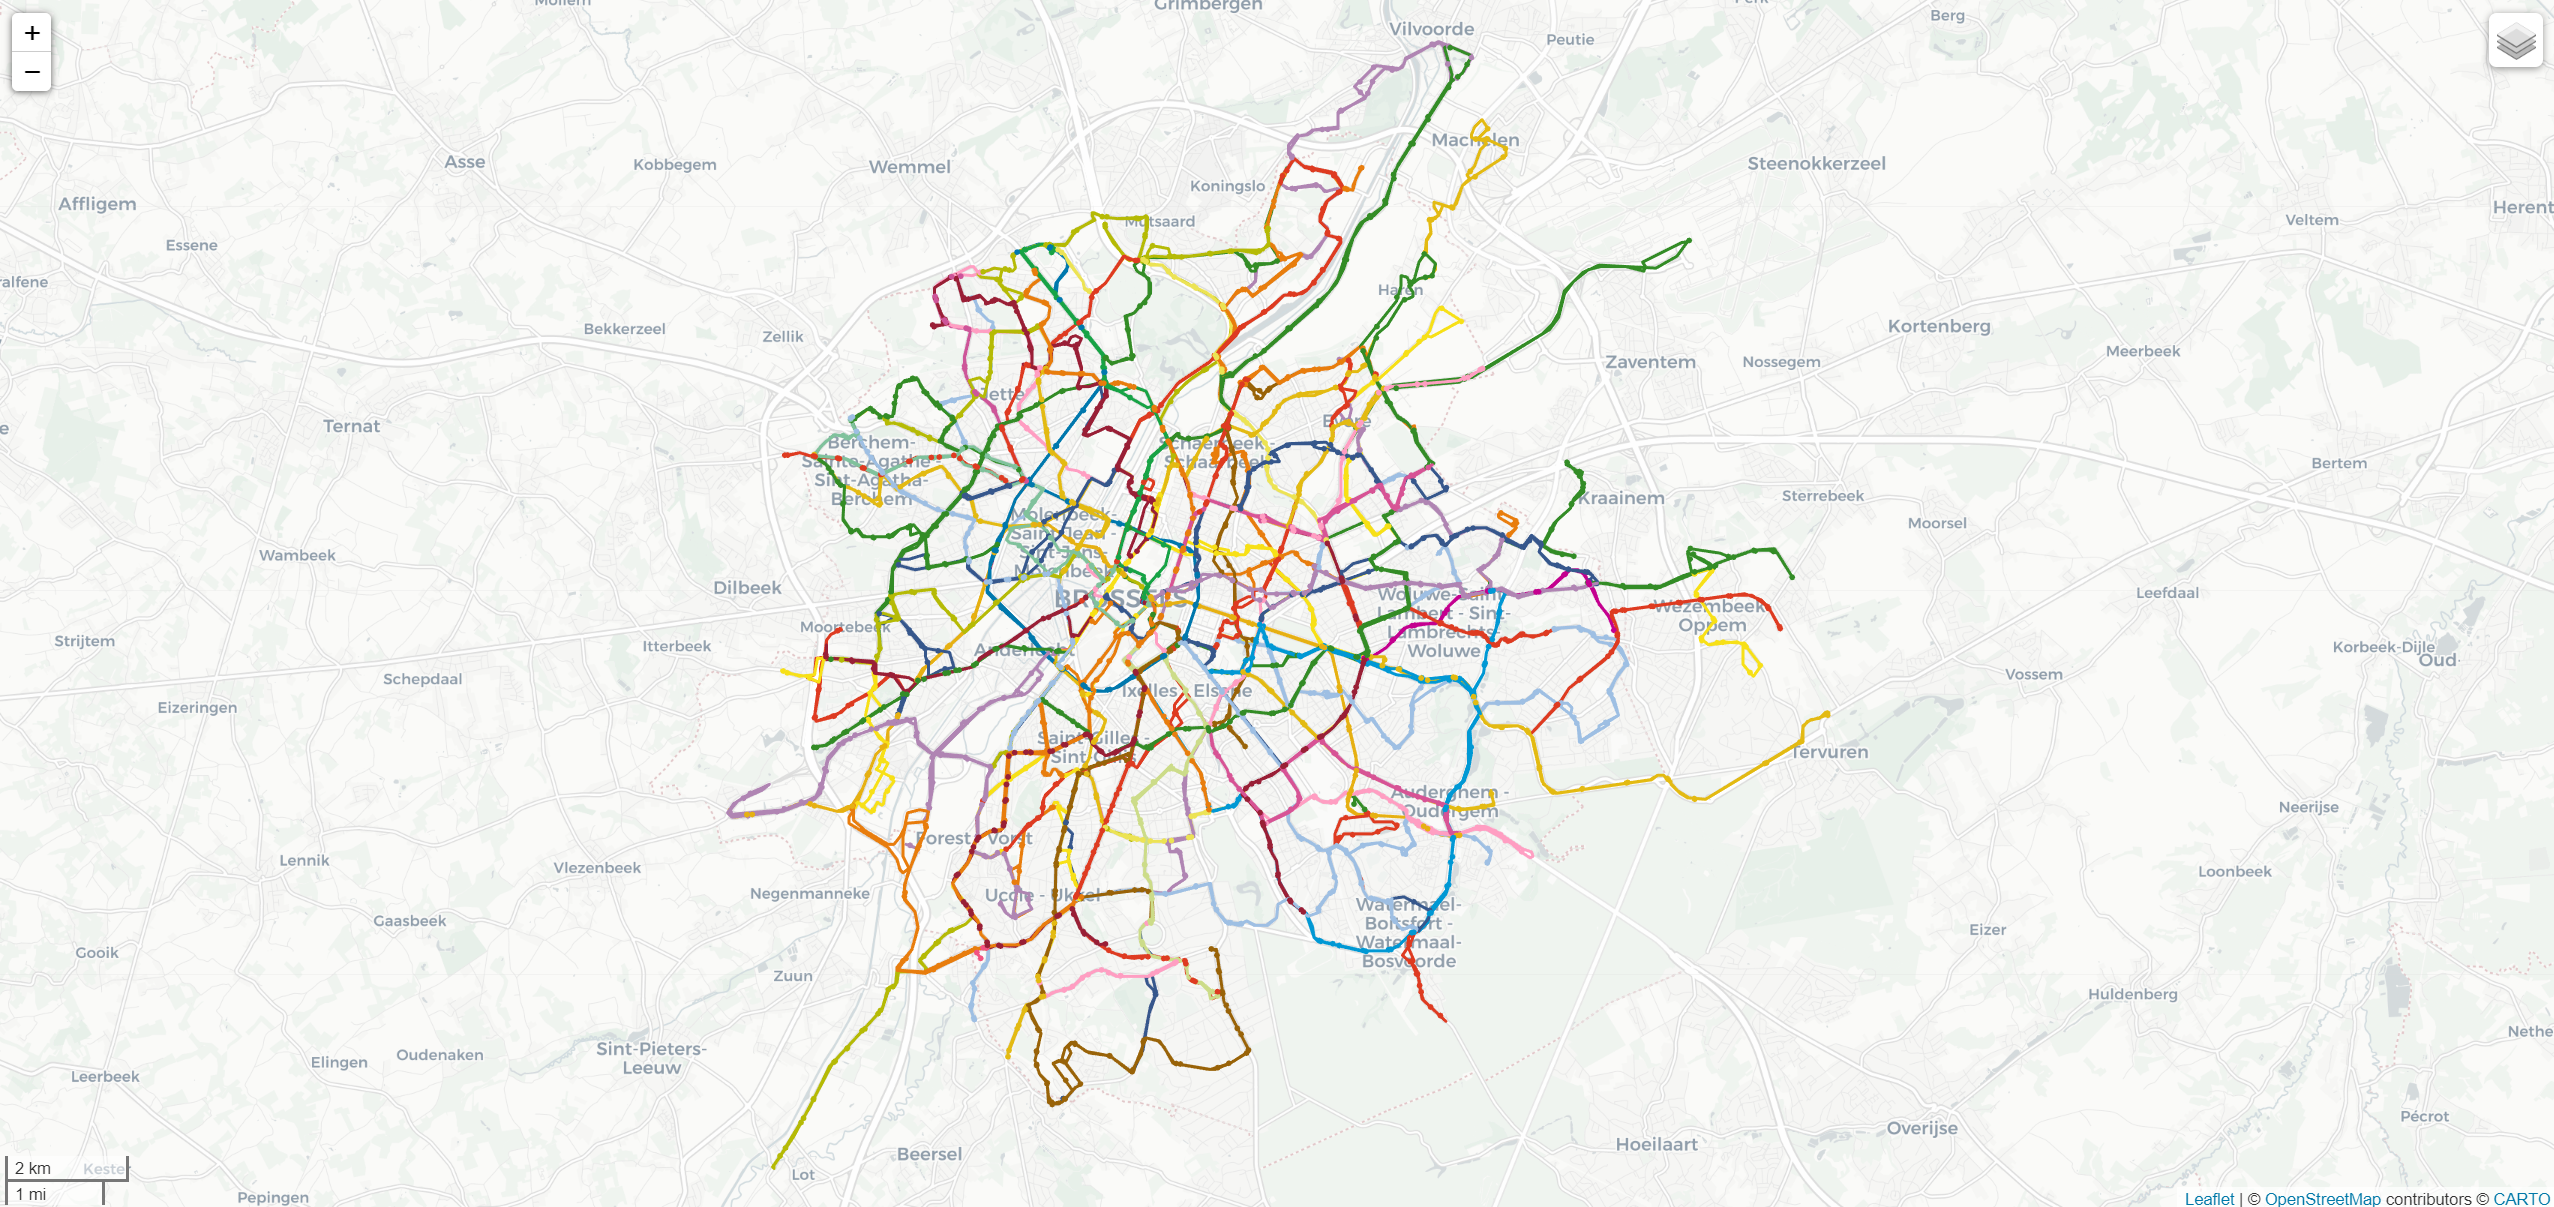 Mollem
Grimbergen
Perk
Berg
Vilvoorde
Peutie
+
−
Machelen
Asse
Kobbegem
Wemmel
Steenokkerzeel
Koningslo
Affligem
Herent
Mutsaard
Veltem
Essene
ralfene
Haren
Bekkerzeel
Zellik
Kortenberg
Meerbeek
Zaventem
Nossegem
Jette
Evere
Ternat
Berchem-
Sainte-Agathe -
Sint-Agatha-
Berchem
Schaerbeek -
Schaarbeek
Bertem
Kraainem
Sterrebeek
Moorsel
Molenbeek-
Saint-Jean -
Sint-Jans-
Molenbeek
Wambeek
Dilbeek
BRUSSELS
Woluwe-Saint-
Lambert - Sint-
Lambrechts-
Woluwe
Wezembeek-
Oppem
Leefdaal
Moortebeek
Strijtem
Itterbeek
Anderlecht
Korbeek-Dijle
Oud-
Schepdaal
Vossem
Ixelles - Elsene
Eizeringen
Saint-Gilles -
Sint-Gillis
Tervuren
Auderghem -
Oudergem
Neerijse
Forest - Vorst
Lennik
Vlezenbeek
Loonbeek
Negenmanneke
Uccle - Ukkel
Watermael-
Boitsfort -
Watermaal-
Bosvoorde
Gaasbeek
Eizer
Gooik
Zuun
Huldenberg
Nethe
Sint-Pieters-
Leeuw
Oudenaken
Elingen
Leerbeek
Pécrot
Overijse
Hoeilaart
Beersel
2 km
Kester
Lot
1 mi
Pepingen
Leaflet | © OpenStreetMap contributors © CARTO